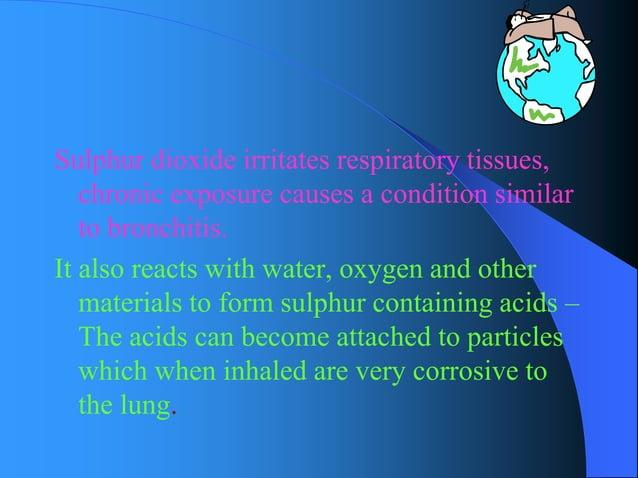 Sulphur dioxide irritates respiratory tissues,
chronic exposure causes a condition similar
to bronchitis.
It also reacts with water, oxygen and other
materials to form sulphur containing acids –
The acids can become attached to particles
which when inhaled are very corrosive to
the lung.